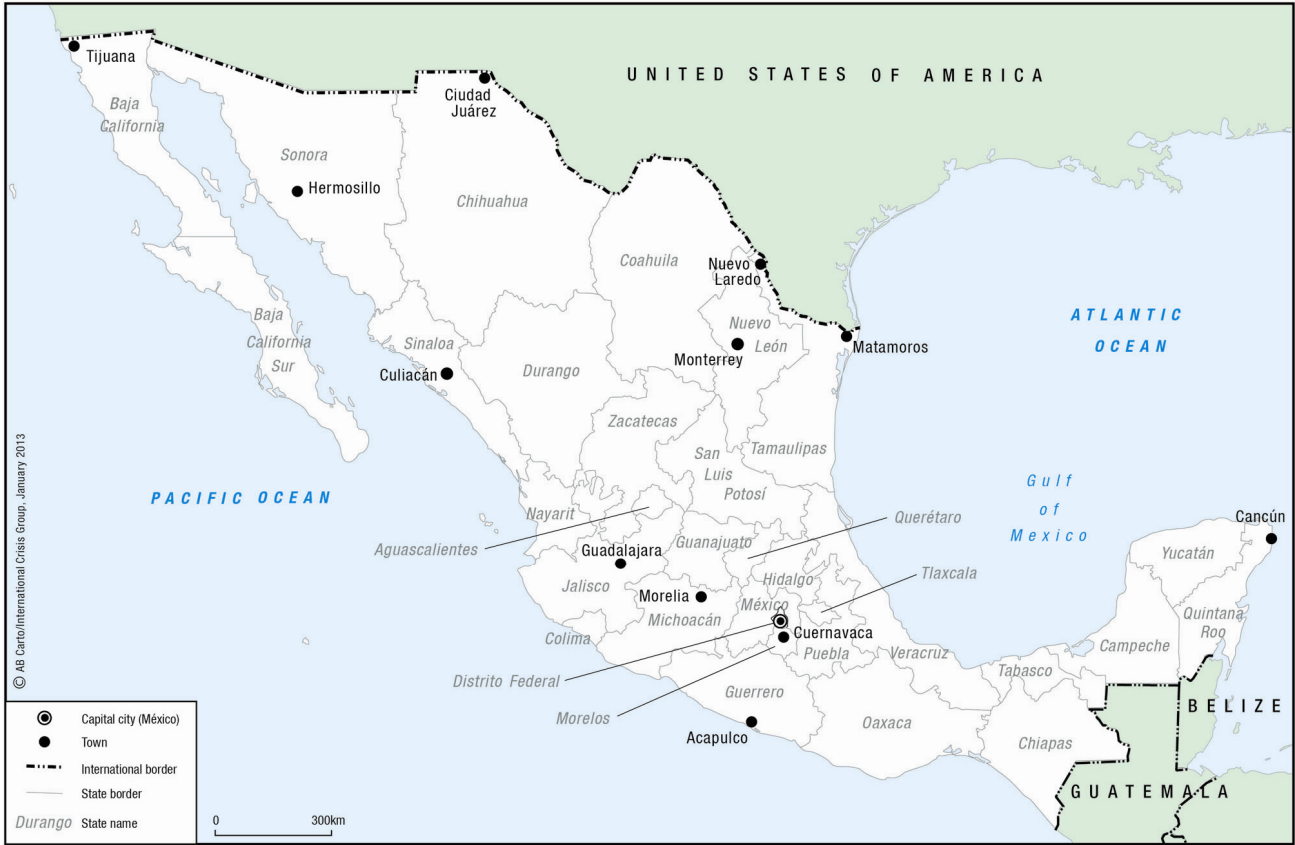 UNITED STATES OF AMERICA
Tijuana
Ciudad
Juárez
Baja
California
Sonora
Hermosillo
Chihuahua
Coahuila
Nuevo
Laredo
Nuevo
León
Monterrey
Matamoros
ATLANTIC
OCEAN
Baja
California
Sur
Sinaloa
Culiacán
Durango
Zacatecas
San
Luis
Potosí
Tamaulipas
PACIFIC OCEAN
Gulf
of
Mexico
Nayarit
Aguascalientes
Guanajuato
Querétaro
Guadalajara
Jalisco
Hidalgo
Tlaxcala
Morelia
Michoacán
México
Colima
Cuernavaca
Puebla
Veracruz
Distrito Federal
Morelos
Guerrero
Acapulco
Oaxaca
Tabasco
Chiapas
Campeche
Yucatán
Cancún
Quintana
Roo
BELIZE
GUATEMALA
© AB Carto/International Crisis Group, January 2013
Capital city (México)
Town
International border
State border
Durango State name
0 300km